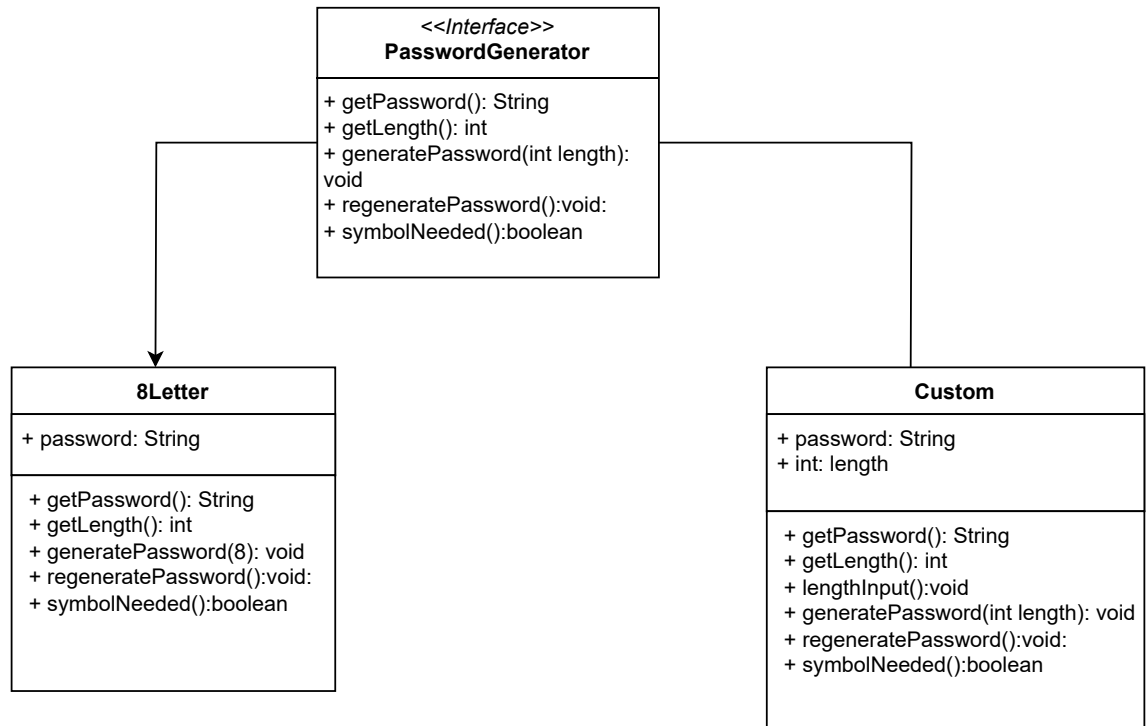 <<Interface>>
PasswordGenerator
+ getPassword(): String
+ getLength(): int
+ generatePassword(int length):
void
+ regeneratePassword():void:
+ symbolNeeded():boolean
8Letter
+ password: String
+ getPassword(): String
+ getLength(): int
+ generatePassword(8): void
+ regeneratePassword():void:
+ symbolNeeded():boolean
Custom
+ password: String
+ int: length
+ getPassword(): String
+ getLength(): int
+ lengthInput():void
+ generatePassword(int length): void
+ regeneratePassword():void:
+ symbolNeeded():boolean